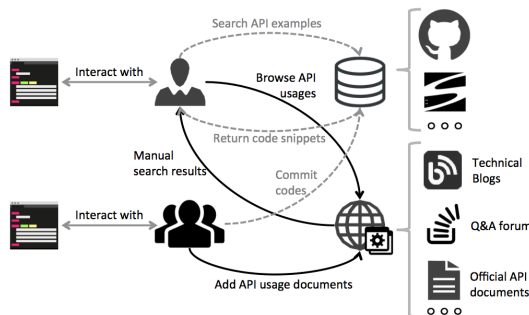 Search API examples
Interact with
Browse API
usages
Return code snippets
Manual
search results
Commit
codes
Interact with
Add API usage documents
Technical
Blogs
Q&A forum
Official API
documents